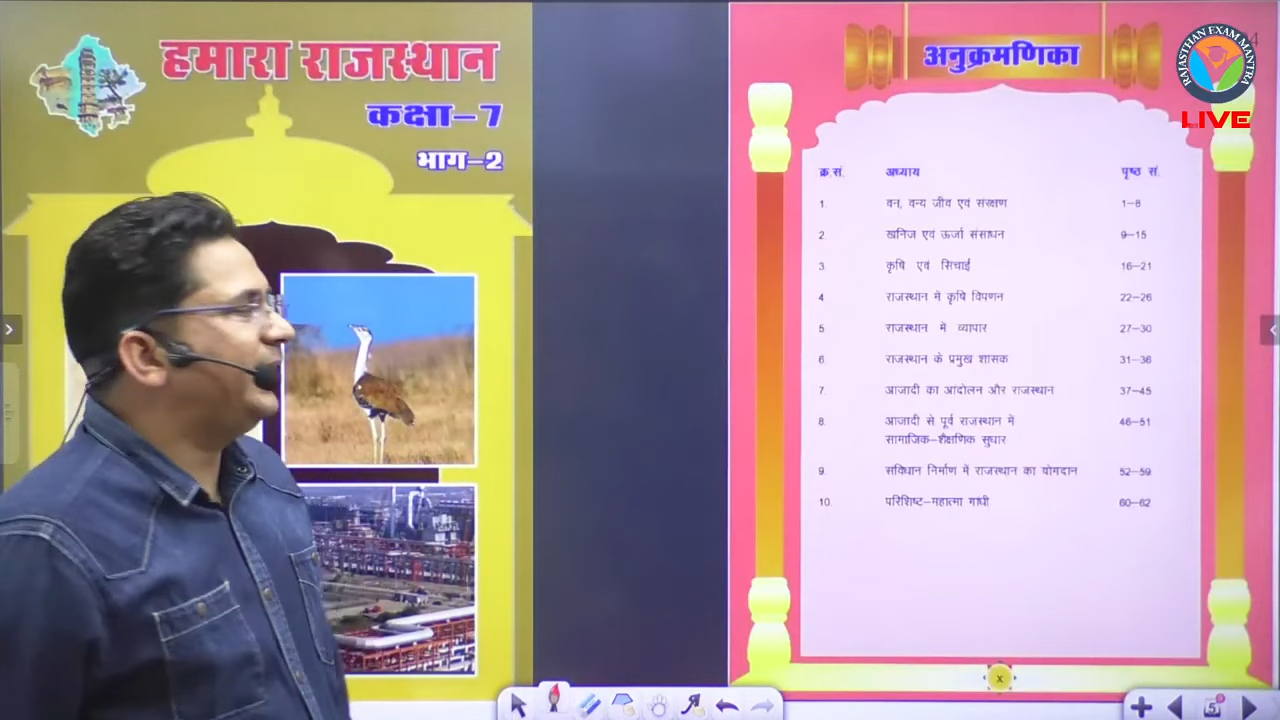 हमारा राजस्थान
कक्षा–7
भाग–2
अनुक्रमणिका
RAJASTHAN EXAM MANTRA
LIVE
क्र.सं. अध्याय पृष्ठ सं.
1. वन, वन्य जीव एवं संरक्षण 1–8
2. खनिज एवं ऊर्जा संसाधन 9–15
3. कृषि एवं सिंचाई 16–21
4 राजस्थान में कृषि विपणन 22–26
5 राजस्थान में व्यापार 27–30
6 राजस्थान के प्रमुख शासक 31–36
7. आजादी का आंदोलन और राजस्थान 37–45
8. आजादी से पूर्व राजस्थान में 46–51
सामाजिक–शैक्षणिक सुधार
9. संविधान निर्माण में राजस्थान का योगदान 52–59
10. परिशिष्ट–महात्मा गांधी 60–62
x
5